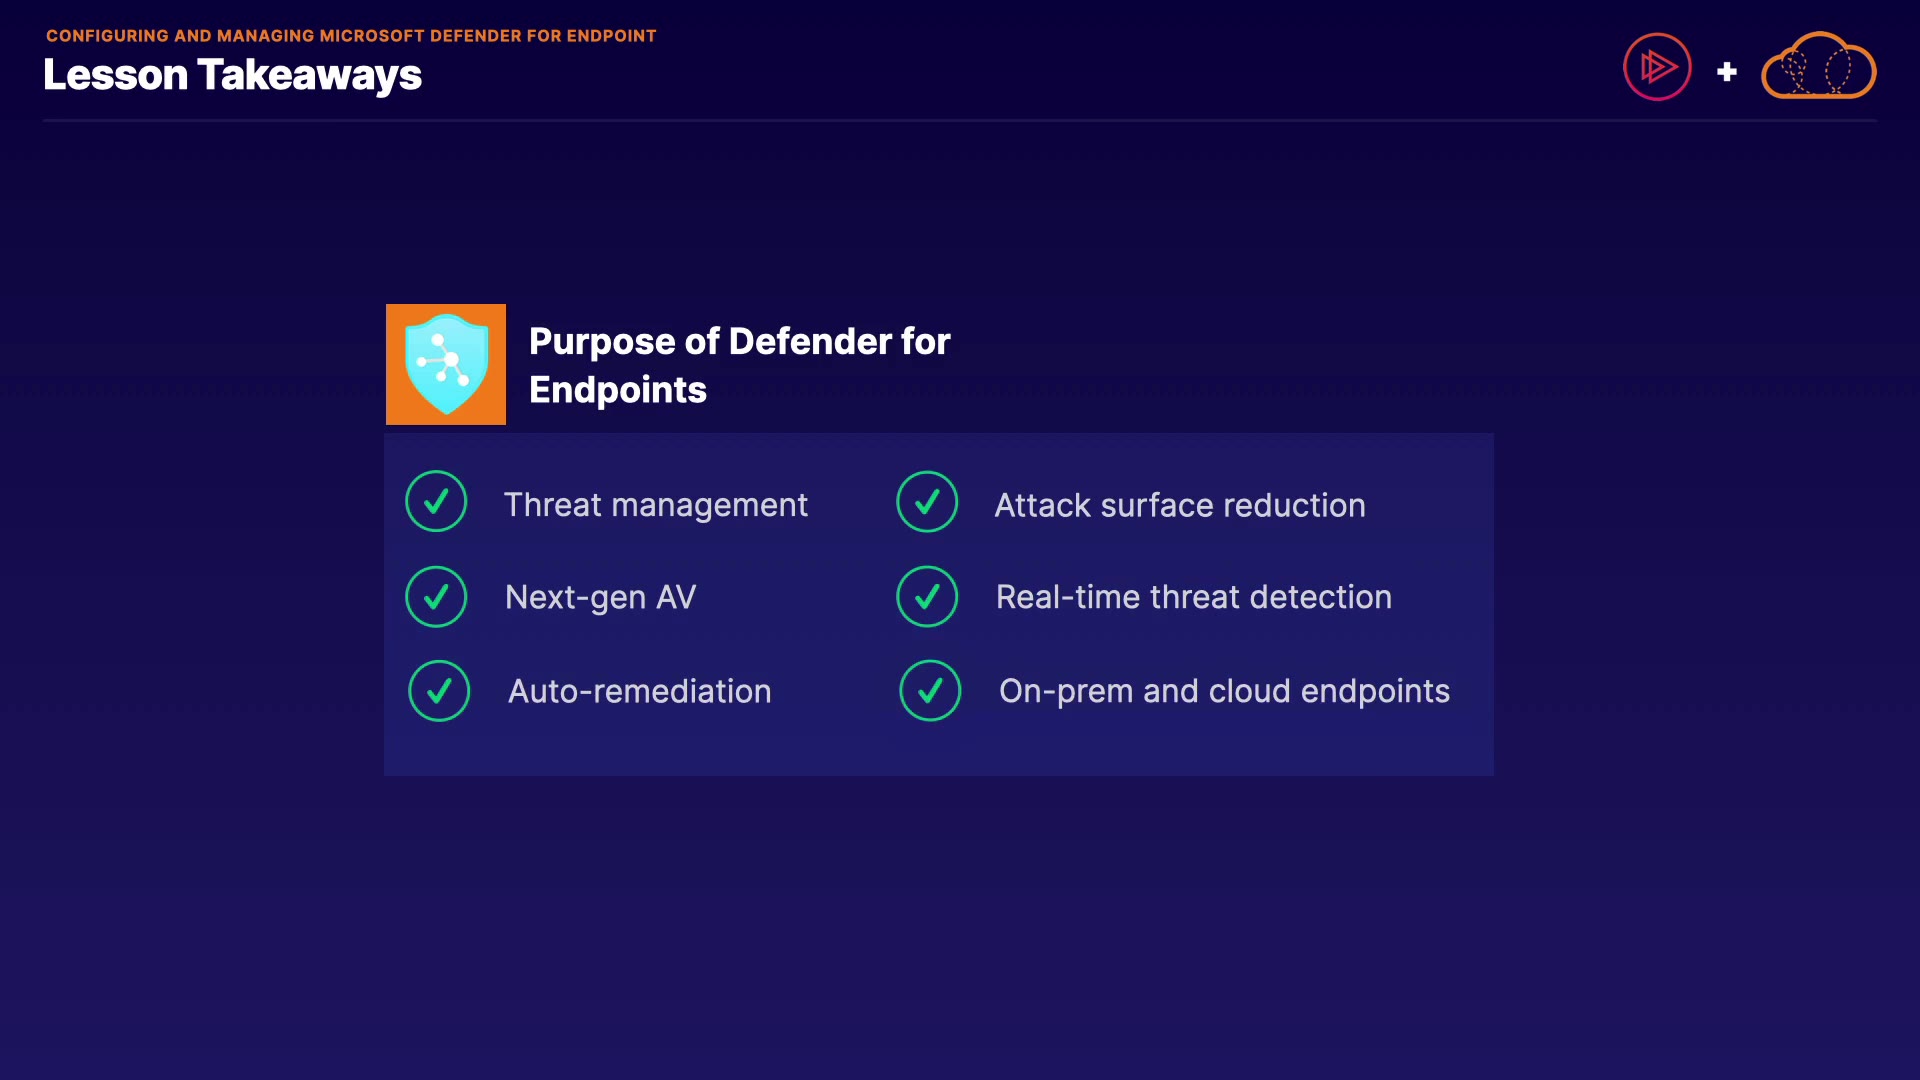 CONFIGURING AND MANAGING MICROSOFT DEFENDER FOR ENDPOINT
Lesson Takeaways
Purpose of Defender for
Endpoints
Threat management
Attack surface reduction
Next-gen AV
Real-time threat detection
Auto-remediation
On-prem and cloud endpoints